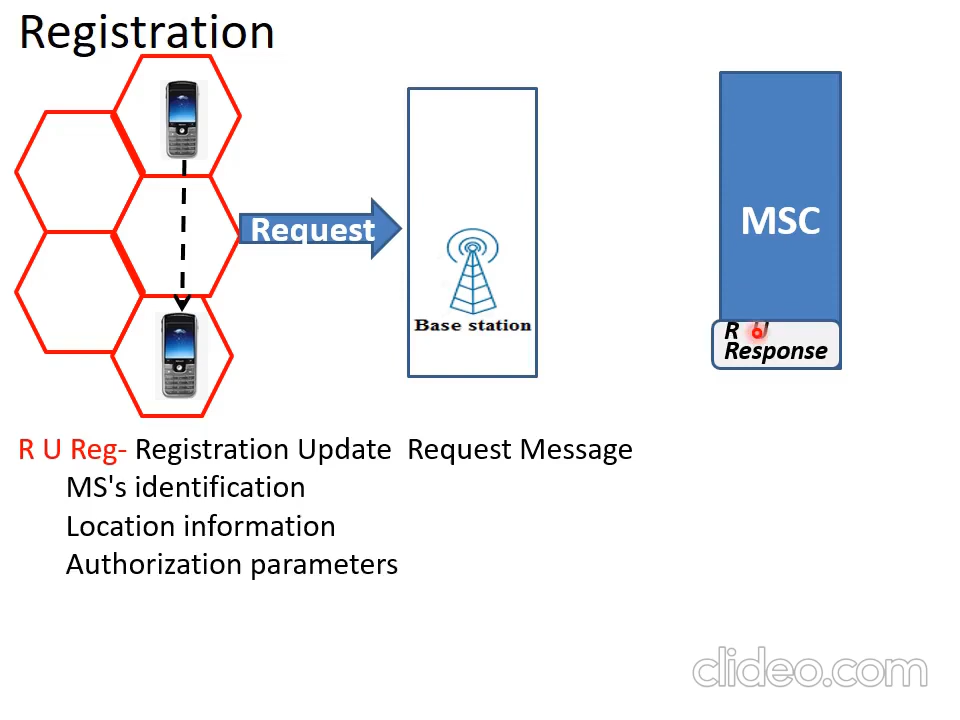 Registration
Request
Base station
MSC
R U
Response
R U Reg- Registration Update Request Message
MS's identification
Location information
Authorization parameters
clideo.com